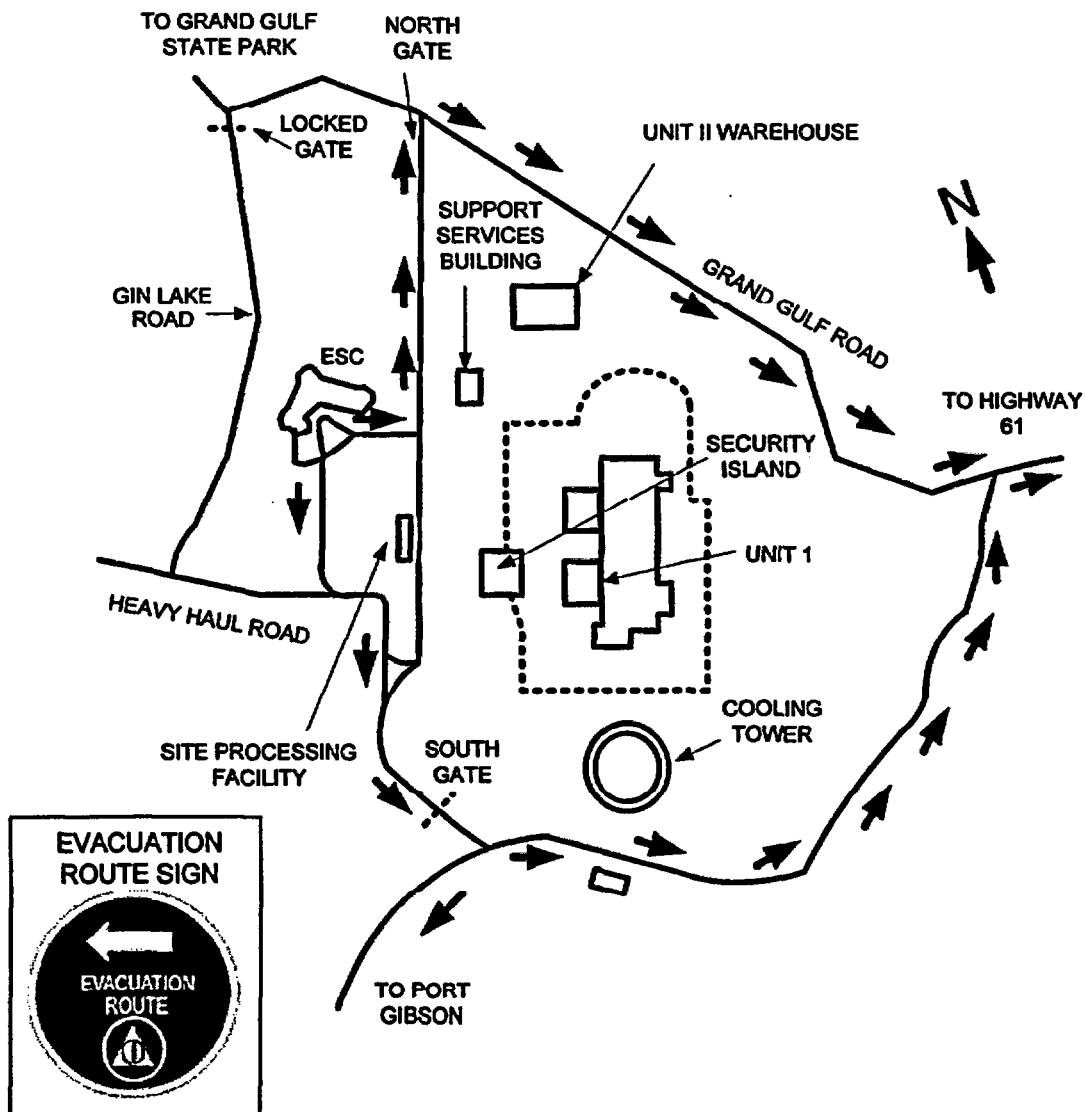 TO GRAND GULF
STATE PARK
NORTH
GATE
LOCKED
GATE
UNIT II WAREHOUSE
SUPPORT
SERVICES
BUILDING
N
GIN LAKE
ROAD
GRAND GULF ROAD
ESC
TO HIGHWAY
61
SECURITY
ISLAND
UNIT 1
HEAVY HAUL ROAD
COOLING
TOWER
SITE PROCESSING
FACILITY
SOUTH
GATE
EVACUATION
ROUTE SIGN
EVACUATION
ROUTE
TO PORT
GIBSON